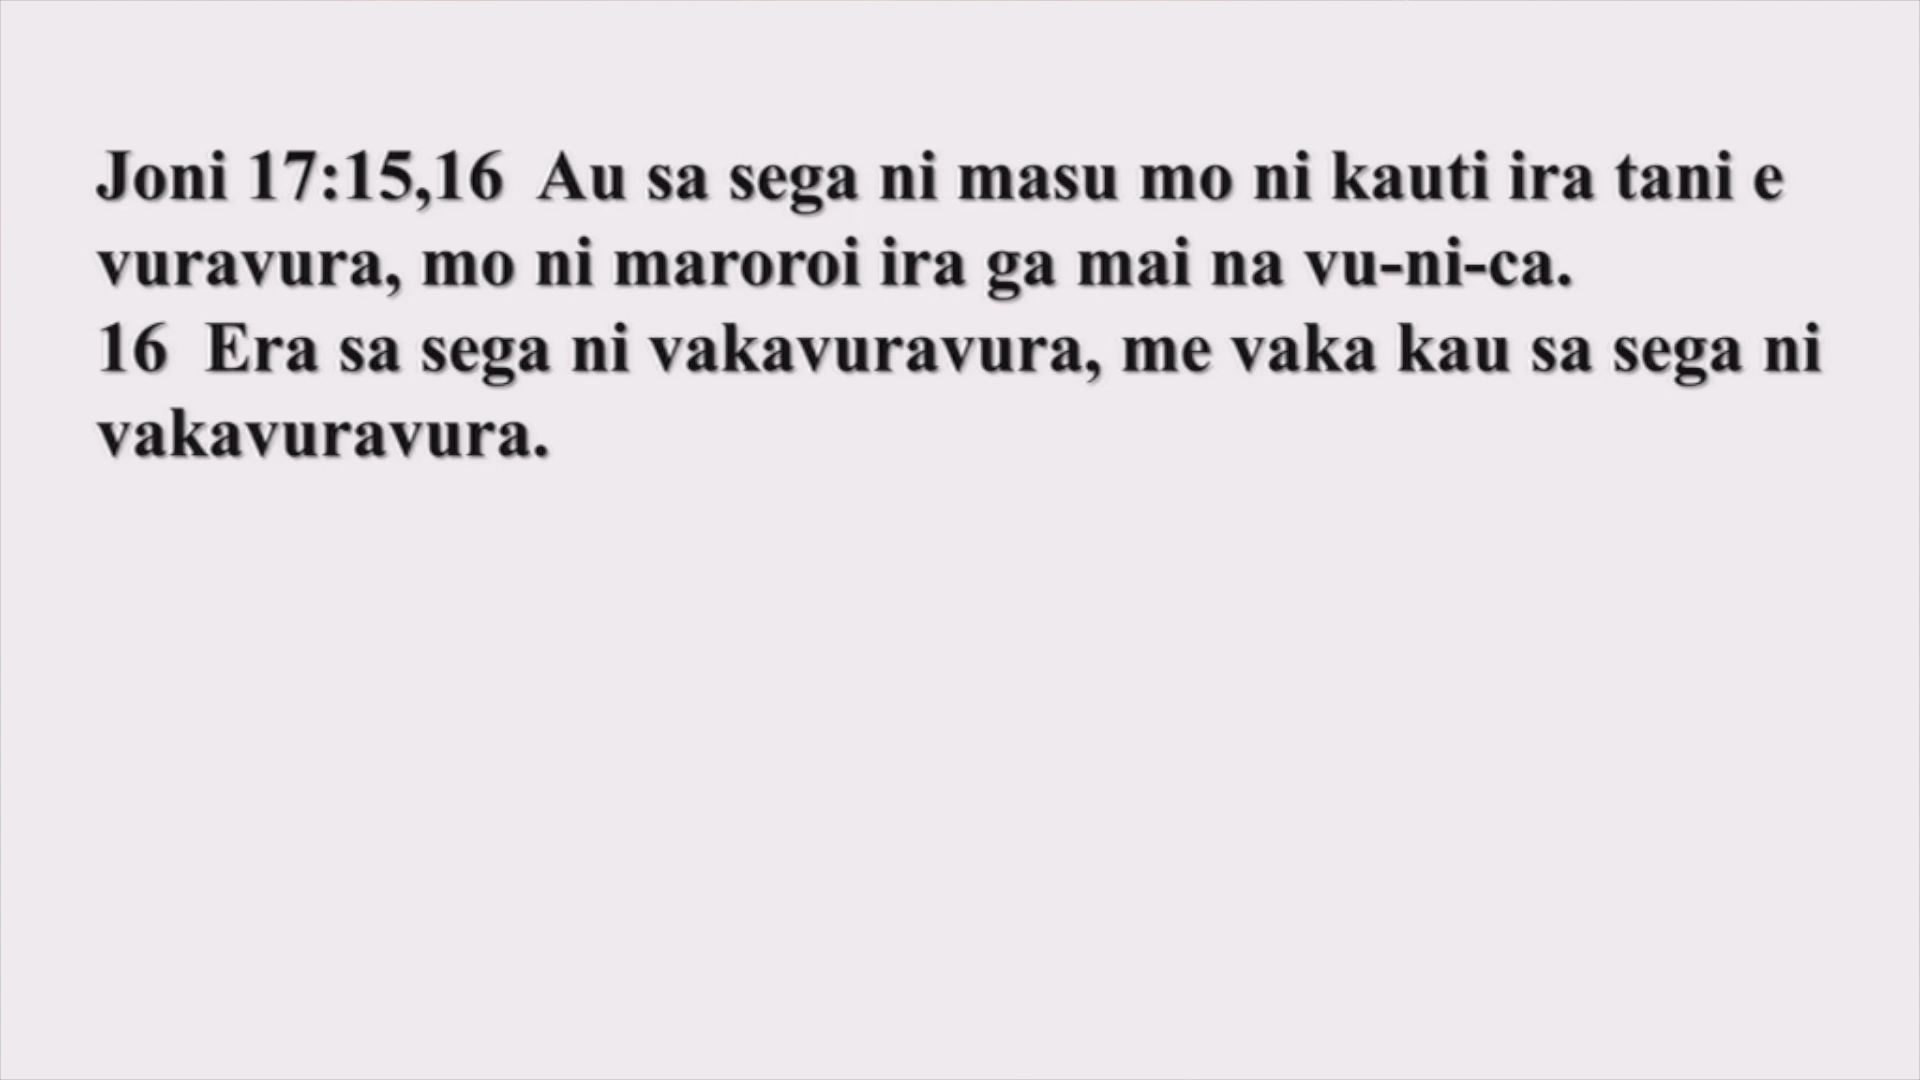 Joni 17:15,16  Au sa sega ni masu mo ni kauti ira tani e
vuravura, mo ni maroroi ira ga mai na vu-ni-ca.
16  Era sa sega ni vakavuravura, me vaka kau sa sega ni
vakavuravura.